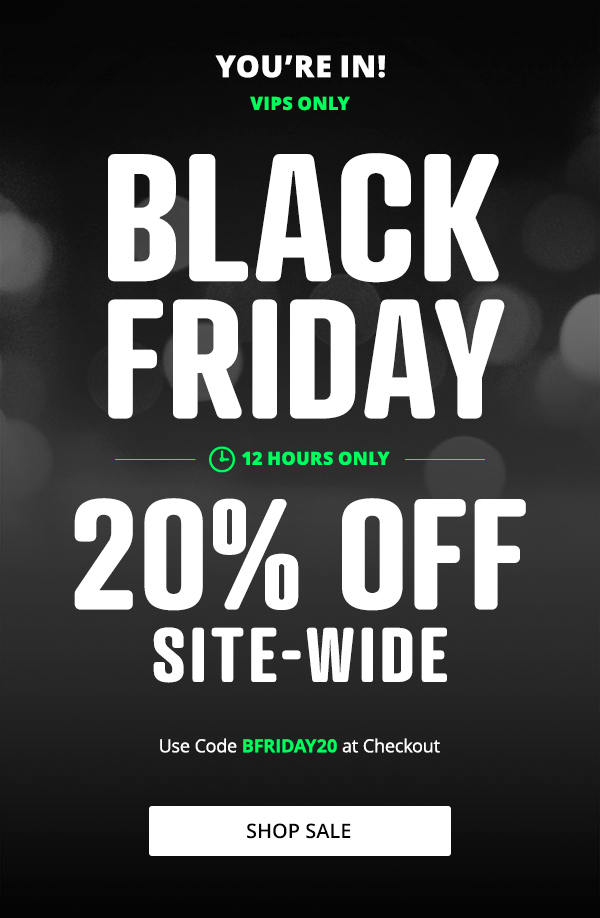 YOU’RE IN!
VIPS ONLY
BLACK
FRIDAY
12 HOURS ONLY
20% OFF
SITE-WIDE
Use Code BFRIDAY20 at Checkout
SHOP SALE